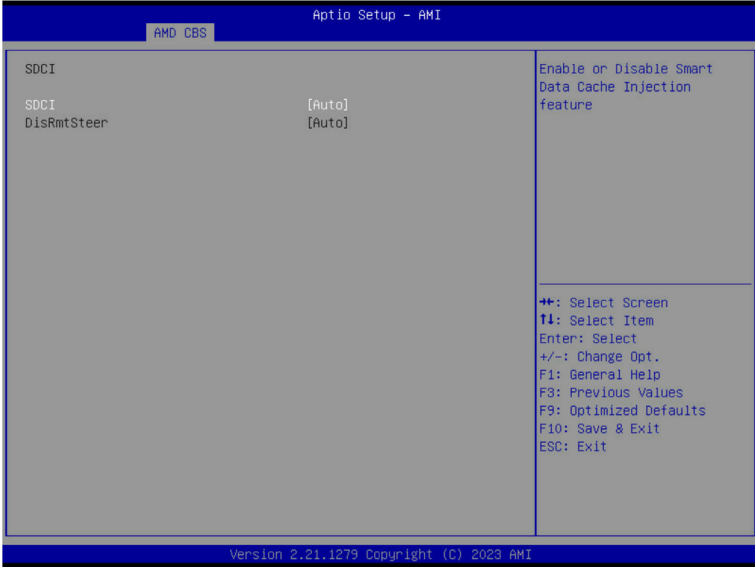 Aptio Setup - AMI
AMD CBS
SDCI
SDCI [Auto]
DisRmtSteer [Auto]
Enable or Disable Smart
Data Cache Injection
feature
→←: Select Screen
↑↓: Select Item
Enter: Select
+/-: Change Opt.
F1: General Help
F3: Previous Values
F9: Optimized Defaults
F10: Save & Exit
ESC: Exit
Version 2.21.1279 Copyright (C) 2023 AMI